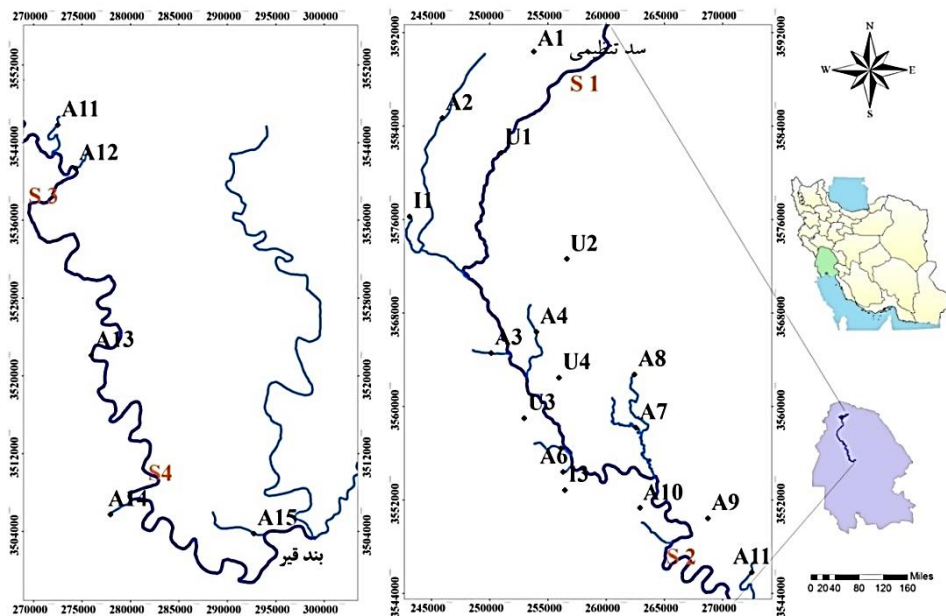 270000 275000 280000 285000 290000 295000 300000
3552000
3544000
3536000
3528000
3520000
3512000
3504000
A11
A12
S 3
A13
S4
A14
A15
بند قیر
270000 275000 280000 285000 290000 295000 300000
245000 250000 255000 260000 265000 270000
3592000
3584000
3576000
3568000
3560000
3552000
3544000
A1
سد تنظیمی
S 1
A2
U1
I1
U2
A4
A3
U4
A8
U3
A7
A6
I3
A10
A9
S 2
A11
245000 250000 255000 260000 265000 270000
N
W E
S
0 20 40 80 120 160 Miles